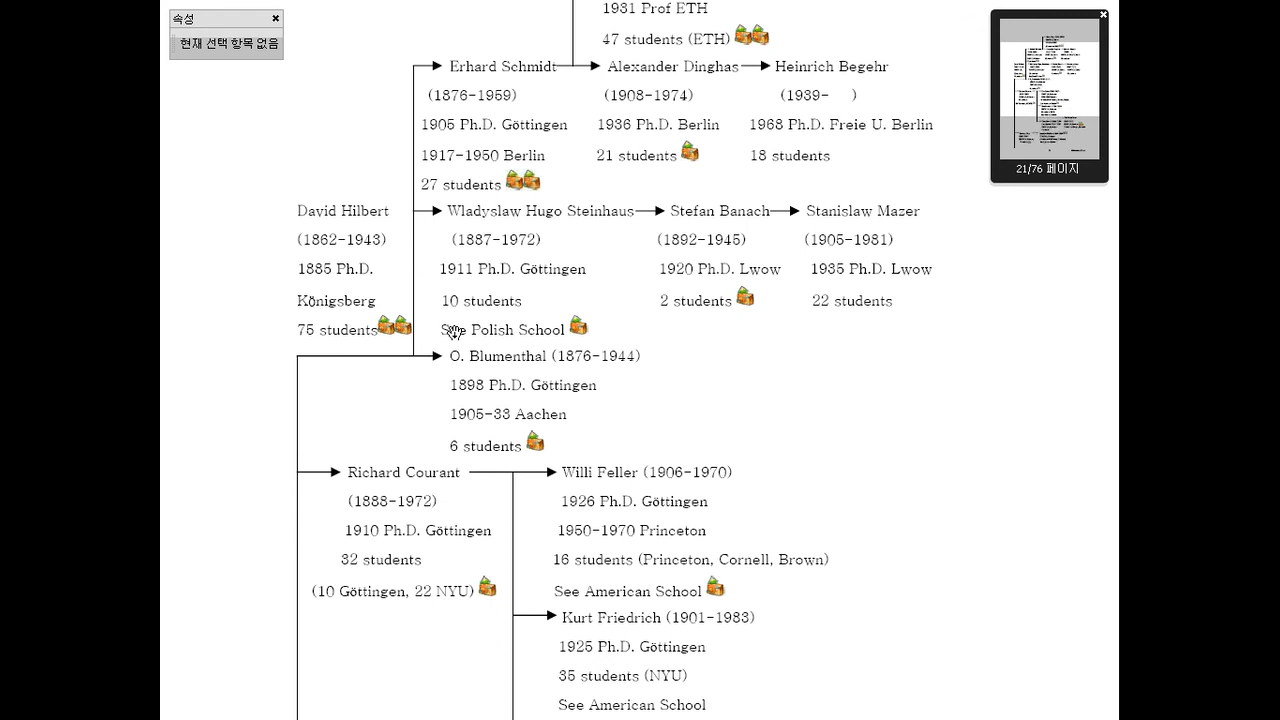 속성
현재 선택 항목 없음
21/76 페이지
1931 Prof ETH
47 students (ETH)
Erhard Schmidt
(1876-1959)
1905 Ph.D. Göttingen
1917-1950 Berlin
27 students
Alexander Dinghas
(1908-1974)
1936 Ph.D. Berlin
21 students
Heinrich Begehr
(1939-    )
1963 Ph.D. Freie U. Berlin
18 students
David Hilbert
(1862-1943)
1885 Ph.D.
Königsberg
75 students
Wladyslaw Hugo Steinhaus
(1887-1972)
1911 Ph.D. Göttingen
10 students
See Polish School
Stefan Banach
(1892-1945)
1920 Ph.D. Lwow
2 students
Stanislaw Mazer
(1905-1981)
1935 Ph.D. Lwow
22 students
O. Blumenthal (1876-1944)
1898 Ph.D. Göttingen
1905-33 Aachen
6 students
Richard Courant
(1888-1972)
1910 Ph.D. Göttingen
32 students
(10 Göttingen, 22 NYU)
Willi Feller (1906-1970)
1926 Ph.D. Göttingen
1950-1970 Princeton
16 students (Princeton, Cornell, Brown)
See American School
Kurt Friedrich (1901-1983)
1925 Ph.D. Göttingen
35 students (NYU)
See American School